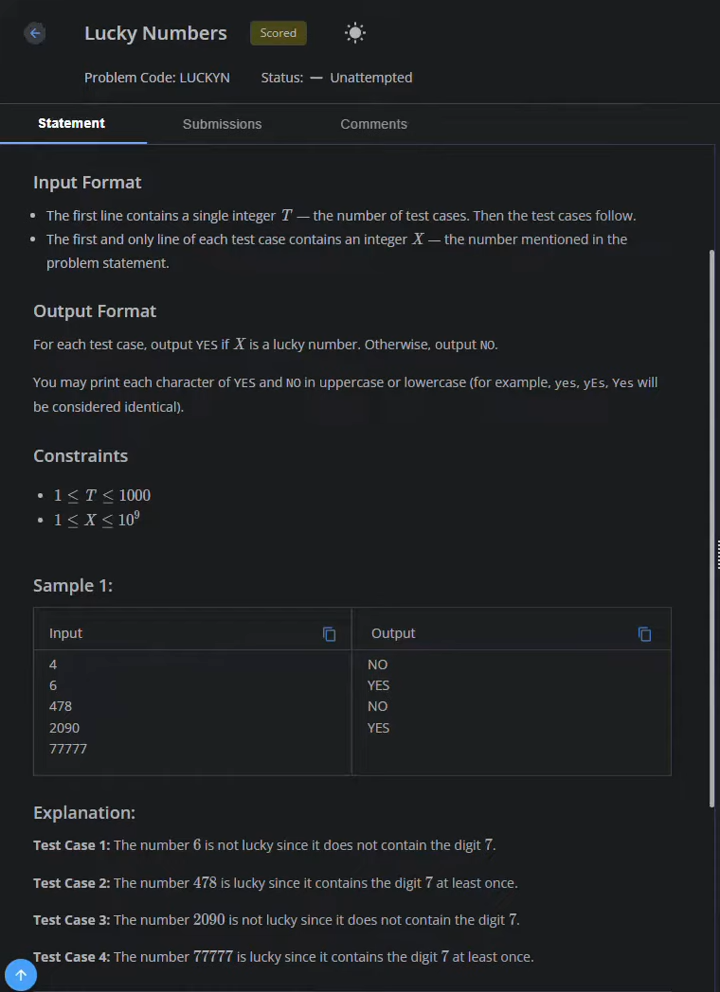 Lucky Numbers Scored
Problem Code: LUCKYN Status: — Unattempted
Statement Submissions Comments
Input Format
• The first line contains a single integer T — the number of test cases. Then the test cases follow.
• The first and only line of each test case contains an integer X — the number mentioned in the
problem statement.
Output Format
For each test case, output YES if X is a lucky number. Otherwise, output NO.
You may print each character of YES and NO in uppercase or lowercase (for example, yes, yEs, Yes will
be considered identical).
Constraints
• 1 ≤ T ≤ 1000
• 1 ≤ X ≤ 10⁹
Sample 1:
Input Output
4 NO
6 YES
478 NO
2090 YES
77777
Explanation:
Test Case 1: The number 6 is not lucky since it does not contain the digit 7.
Test Case 2: The number 478 is lucky since it contains the digit 7 at least once.
Test Case 3: The number 2090 is not lucky since it does not contain the digit 7.
Test Case 4: The number 77777 is lucky since it contains the digit 7 at least once.